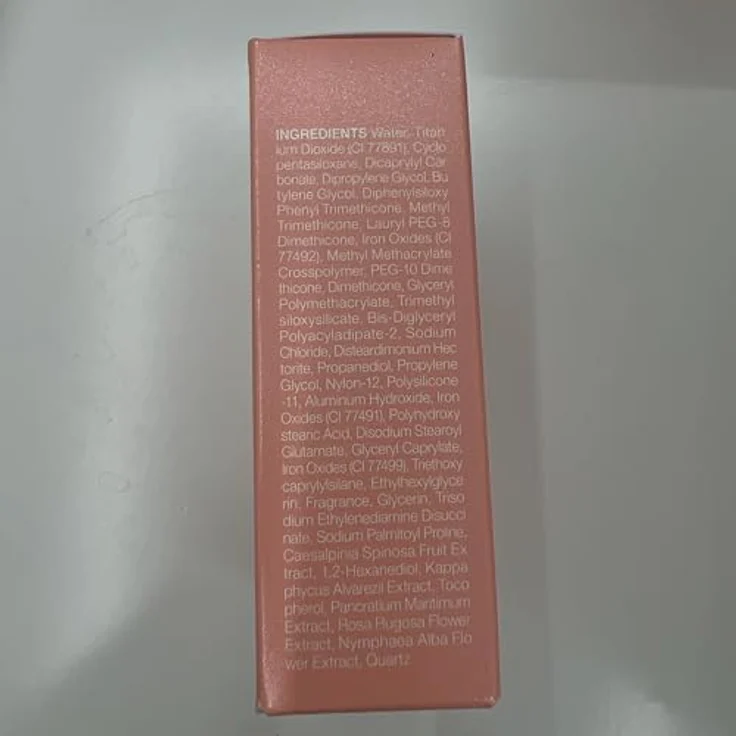 INGREDIENTS Water, Titan
ium Dioxide (CI 77891), Cyclo
pentasiloxane, Dicaprylyl Car
bonate, Dipropylene Glycol, Bu
tylene Glycol, Diphenylsiloxy
Phenyl Trimethicone, Methyl
Trimethicone, Lauryl PEG-8
Dimethicone, Iron Oxides (CI
77492), Methyl Methacrylate
Crosspolymer, PEG-10 Dime
thicone, Dimethicone, Glyceryl
Polymethacrylate, Trimethyl
siloxysilicate, Bis-Diglyceryl
Polyacyladipate-2, Sodium
Chloride, Disteardimonium Hec
torite, Propanediol, Propylene
Glycol, Nylon-12, Polysilicone
-11, Aluminum Hydroxide, Iron
Oxides (CI 77491), Polyhydroxy
stearic Acid, Disodium Stearoyl
Glutamate, Glyceryl Caprylate,
Iron Oxides (CI 77499), Triethoxy
caprylylsilane, Ethylhexylglyce
rin, Fragrance, Glycerin, Triso
dium Ethylenediamine Disucci
nate, Sodium Palmitoyl Proline,
Caesalpinia Spinosa Fruit Ex
tract, 1,2-Hexanediol, Kappa
phycus Alvarezii Extract, Toco
pherol, Pancratium Maritimum
Extract, Rosa Rugosa Flower
Extract, Nymphaea Alba Flo
wer Extract, Quartz